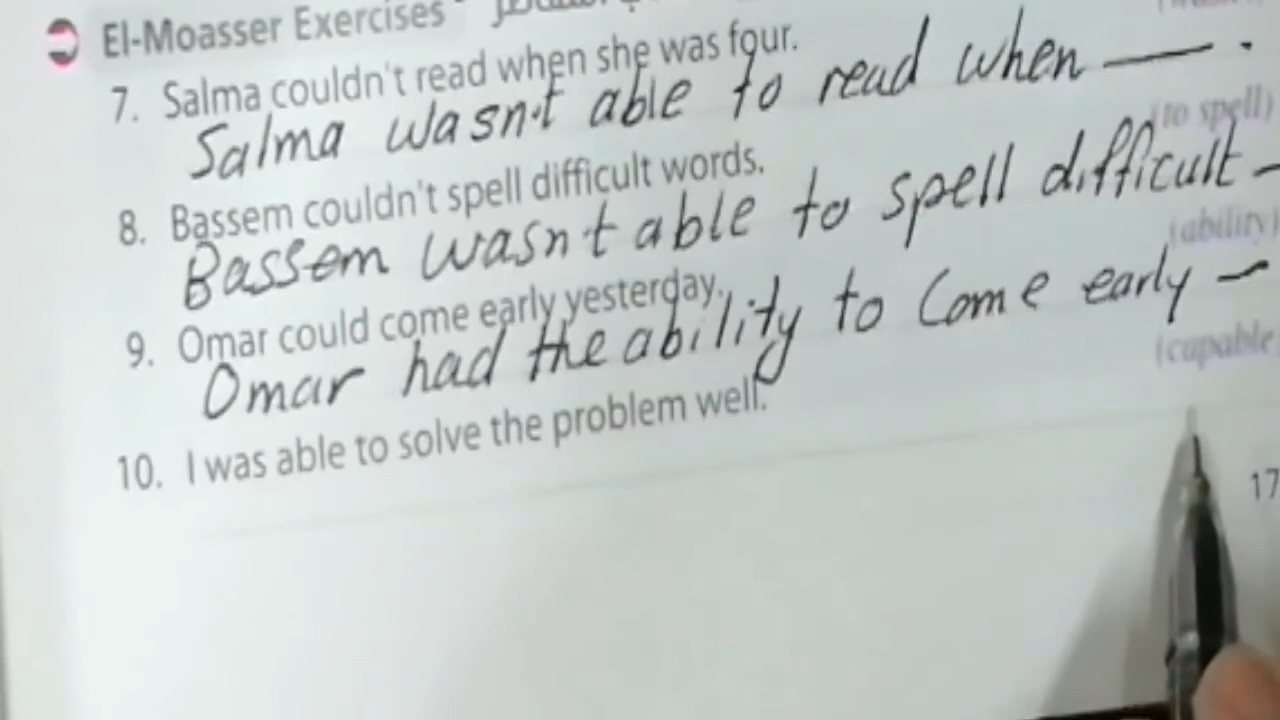 El-Moasser Exercises
7. Salma couldn't read when she was four.
Salma wasn't able to read when — .
(to spell)
8. Bassem couldn't spell difficult words.
Bassem wasn't able to spell difficult —
(ability)
9. Omar could come early yesterday.
Omar had the ability to come early —
(capable
10. I was able to solve the problem well.
17